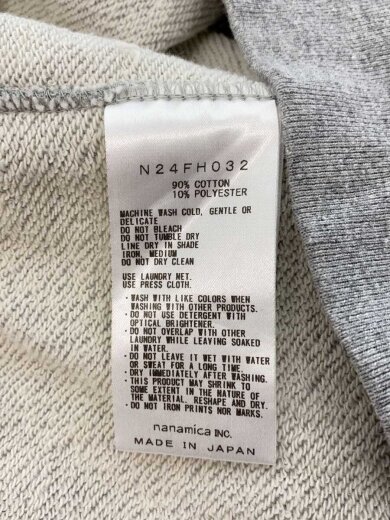 N24FH032
90% COTTON
10% POLYESTER
MACHINE WASH COLD, GENTLE OR
DELICATE
DO NOT BLEACH
DO NOT TUMBLE DRY
LINE DRY IN SHADE
IRON, MEDIUM
DO NOT DRY CLEAN
USE LAUNDRY NET.
USE PRESS CLOTH.
・WASH WITH LIKE COLORS WHEN
WASHING WITH OTHER PRODUCTS.
・DO NOT USE DETERGENT WITH
OPTICAL BRIGHTENER.
・DO NOT OVERLAP WITH OTHER
LAUNDRY WHILE LEAVING SOAKED
IN WATER.
・DO NOT LEAVE IT WET WITH WATER
OR SWEAT FOR A LONG TIME.
・DRY IMMEDIATELY AFTER WASHING.
・THIS PRODUCT MAY SHRINK TO
SOME EXTENT IN THE NATURE OF
THE MATERIAL. RESHAPE AND DRY.
・DO NOT IRON PRINTS NOR MARKS.
nanamica INC.
MADE IN JAPAN